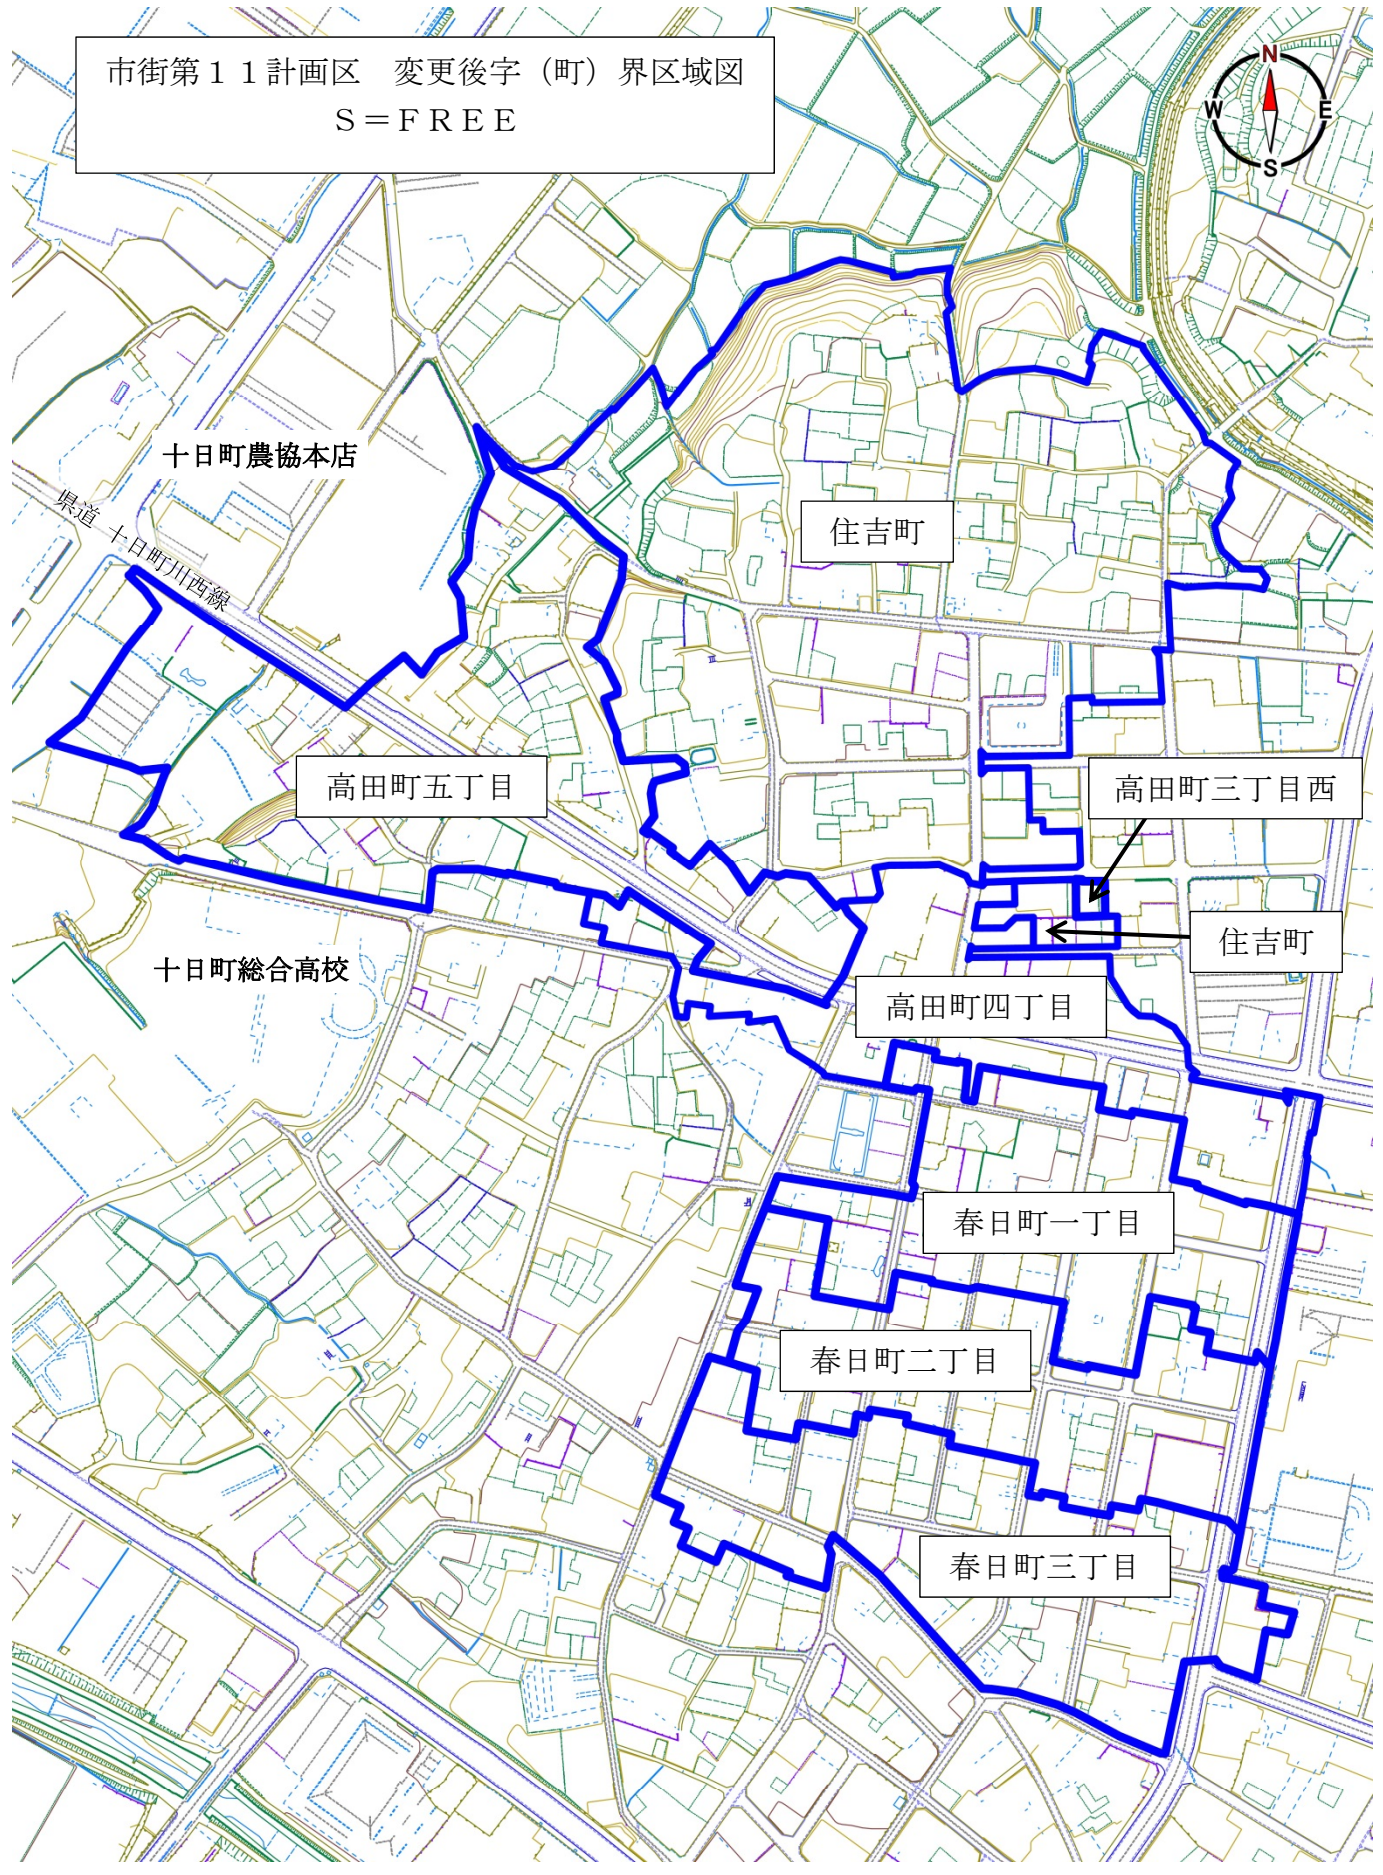 市街第１１計画区　変更後字（町）界区域図
Ｓ＝ＦＲＥＥ
N
W
E
S
十日町農協本店
県道 十日町川西線
住吉町
高田町五丁目
高田町三丁目西
住吉町
十日町総合高校
高田町四丁目
春日町一丁目
春日町二丁目
春日町三丁目